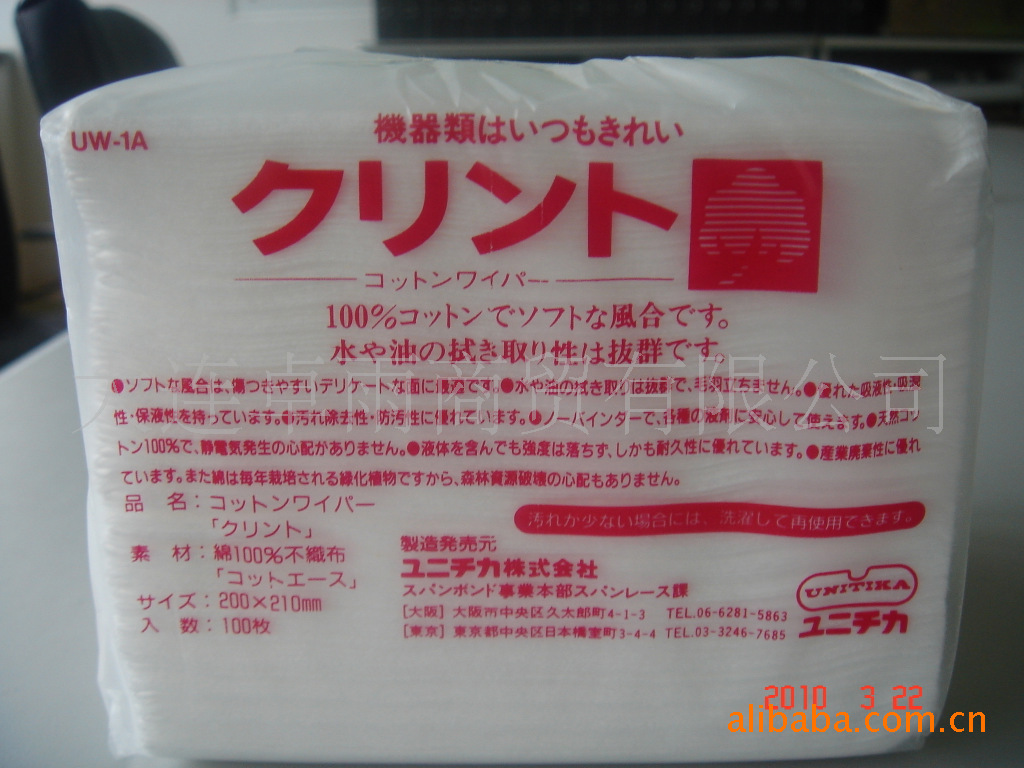 UW-1A
機器類はいつもきれい
クリント
コットンワイパー
100%コットンでソフトな風合です。
水や油の拭き取り性は抜群です。
大连卓雨商贸有限公司
●ソフトな風合は、傷つきやすいデリケートな面に優位です。●水や油の拭き取りは抜群で、毛羽立ちません。●優れた吸液性・吸湿
性・保液性を持っています。●汚れ除去性・防汚性に優れています。●ノーバインダーで、各種の液剤に安心して使えます。●天然コッ
トン100%で、静電気発生の心配がありません。●液体を含んでも強度は落ちず、しかも耐久性に優れています。●産業廃棄性に優れ
ています。また綿は毎年栽培される緑化植物ですから、森林資源破壊の心配もありません。
汚れが少ない場合には、洗濯して再使用できます。
品 名:コットンワイパー
「クリント」
素 材:綿100%不織布
「コットエース」
サイズ:200×210mm
入 数:100枚
製造発売元
ユニチカ株式会社
スパンボンド事業本部スパンレース課
[大阪] 大阪市中央区久太郎町4-1-3 TEL.06-6281-5863
[東京] 東京都中央区日本橋室町3-4-4 TEL.03-3246-7685
UNITIKA
ユニチカ
2010 3 22
alibaba.com.cn